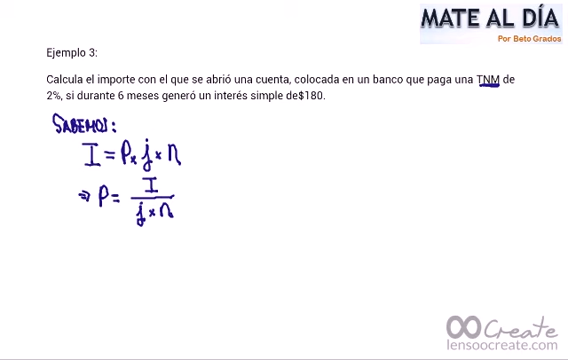 MATE AL DÍA
Por Beto Grados
Ejemplo 3:
Calcula el importe con el que se abrió una cuenta, colocada en un banco que paga una TNM de
2%, si durante 6 meses generó un interés simple de$180.
SABEMOS:
I = P x j x n
⇒ P = I / j x n
Create
lensoocreate.com